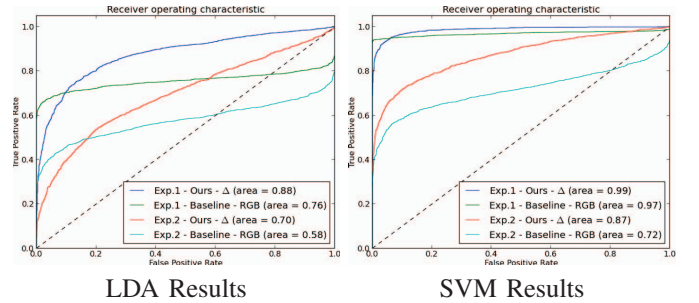 Receiver operating characteristic
1.0
0.8
0.6
0.4
0.2
0.0
True Positive Rate
0.2
0.4
0.6
0.8
1.0
False Positive Rate
Exp.1 - Ours - Δ (area = 0.88)
Exp.1 - Baseline - RGB (area = 0.76)
Exp.2 - Ours - Δ (area = 0.70)
Exp.2 - Baseline - RGB (area = 0.58)
LDA Results
Receiver operating characteristic
1.0
0.8
0.6
0.4
0.2
0.0
True Positive Rate
0.2
0.4
0.6
0.8
1.0
False Positive Rate
Exp.1 - Ours - Δ (area = 0.99)
Exp.1 - Baseline - RGB (area = 0.97)
Exp.2 - Ours - Δ (area = 0.87)
Exp.2 - Baseline - RGB (area = 0.72)
SVM Results